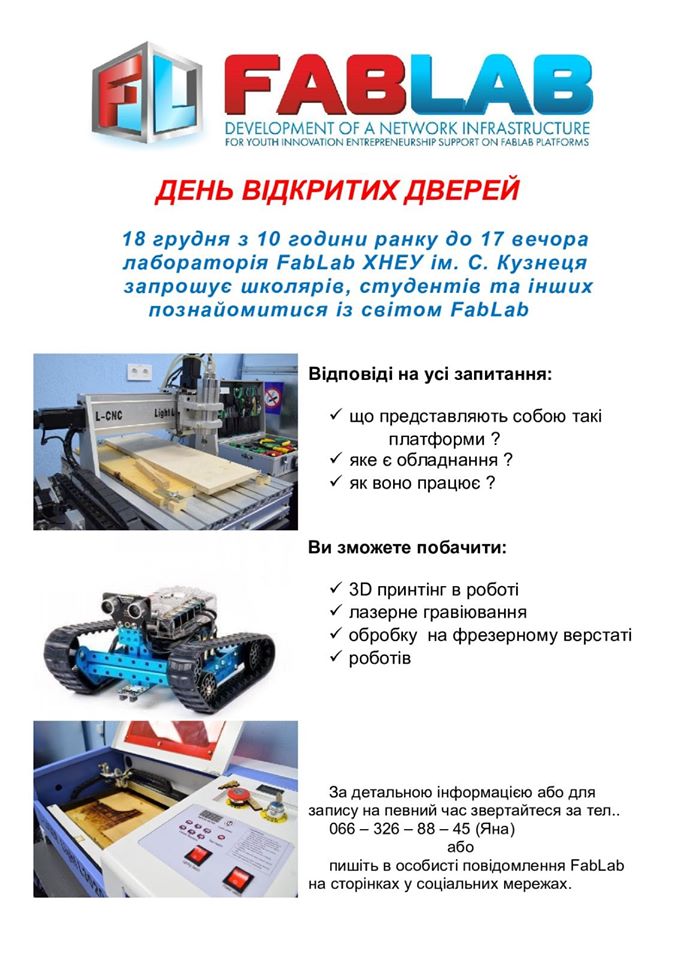 FL
FABLAB
DEVELOPMENT OF A NETWORK INFRASTRUCTURE
FOR YOUTH INNOVATION ENTREPRENEURSHIP SUPPORT ON FABLAB PLATFORMS
ДЕНЬ ВІДКРИТИХ ДВЕРЕЙ
18 грудня з 10 години ранку до 17 вечора
лабораторія FabLab ХНЕУ ім. С. Кузнеця
запрошує школярів, студентів та інших
познайомитися із світом FabLab
L-CNC
Відповіді на усі запитання:
✓ що представляють собою такі
платформи ?
✓ яке є обладнання ?
✓ як воно працює ?
Ви зможете побачити:
✓ 3D принтінг в роботі
✓ лазерне гравіювання
✓ обробку на фрезерному верстаті
✓ роботів
За детальною інформацією або для
запису на певний час звертайтеся за тел..
066 – 326 – 88 – 45 (Яна)
або
пишіть в особисті повідомлення FabLab
на сторінках у соціальних мережах.